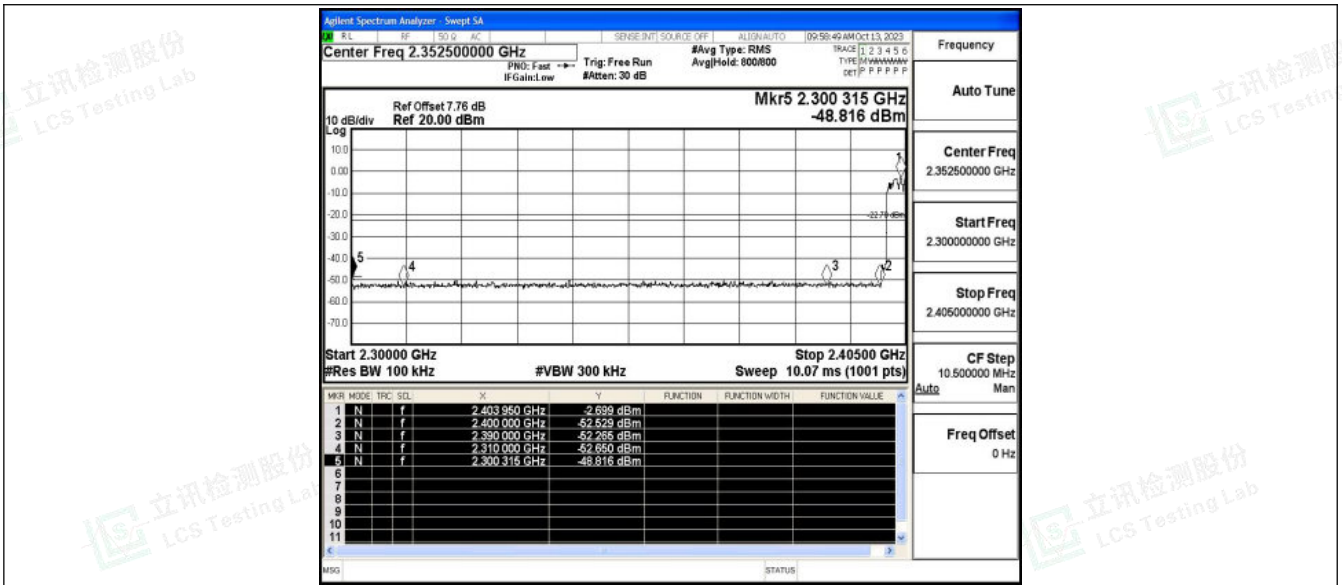 Agilent Spectrum Analyzer - Swept SA
RL RF 50 Ω AC SENSE:INT SOURCE OFF ALIGNAUTO 09:58:49 AM Oct 13, 2023
Center Freq 2.352500000 GHz
PNO: Fast
IFGain:Low
Trig: Free Run
#Atten: 30 dB
#Avg Type: RMS
Avg|Hold: 800/800
TRACE 1 2 3 4 5 6
TYPE M
DET P P P P P P
Ref Offset 7.76 dB
10 dB/div Ref 20.00 dBm
Log
Mkr5 2.300 315 GHz
-48.816 dBm
10.0
0.00
-10.0
-20.0
-30.0
-40.0
-50.0
-60.0
-70.0
1
2
3
4
5
Start 2.30000 GHz Stop 2.40500 GHz
#Res BW 100 kHz #VBW 300 kHz Sweep 10.07 ms (1001 pts)
MKR MODE TRC SCL X Y FUNCTION FUNCTION WIDTH FUNCTION VALUE
1 N f 2.403 950 GHz -2.699 dBm
2 N f 2.400 000 GHz -52.529 dBm
3 N f 2.390 000 GHz -52.265 dBm
4 N f 2.310 000 GHz -52.650 dBm
5 N f 2.300 315 GHz -48.816 dBm
6
7
8
9
10
11
MSG STATUS
Frequency
Auto Tune
Center Freq
2.352500000 GHz
Start Freq
2.300000000 GHz
Stop Freq
2.405000000 GHz
CF Step
10.500000 MHz
Auto Man
Freq Offset
0 Hz
立讯检测股份
LCS Testing Lab
立讯检测股份
LCS Testing
立讯检测股份
LCS Testing Lab
立讯检测股份
LCS Testing Lab